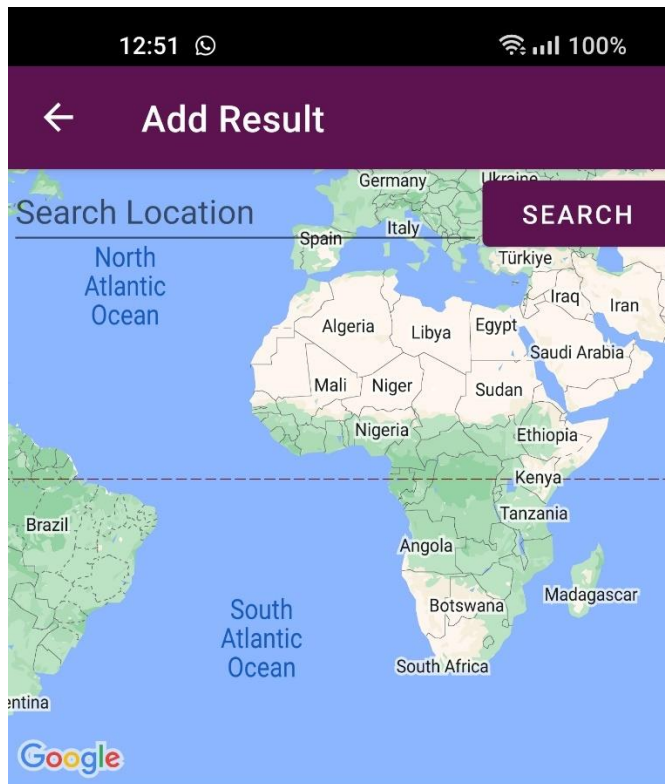 12:51 100%
Add Result
Germany Ukraine
Search Location SEARCH
Spain Italy
Türkiye
North
Atlantic
Ocean
Iraq Iran
Algeria Libya Egypt
Saudi Arabia
Mali Niger Sudan
Nigeria Ethiopia
Kenya
Brazil Tanzania
Angola
Botswana Madagascar
South
Atlantic
Ocean
South Africa
entina
Google